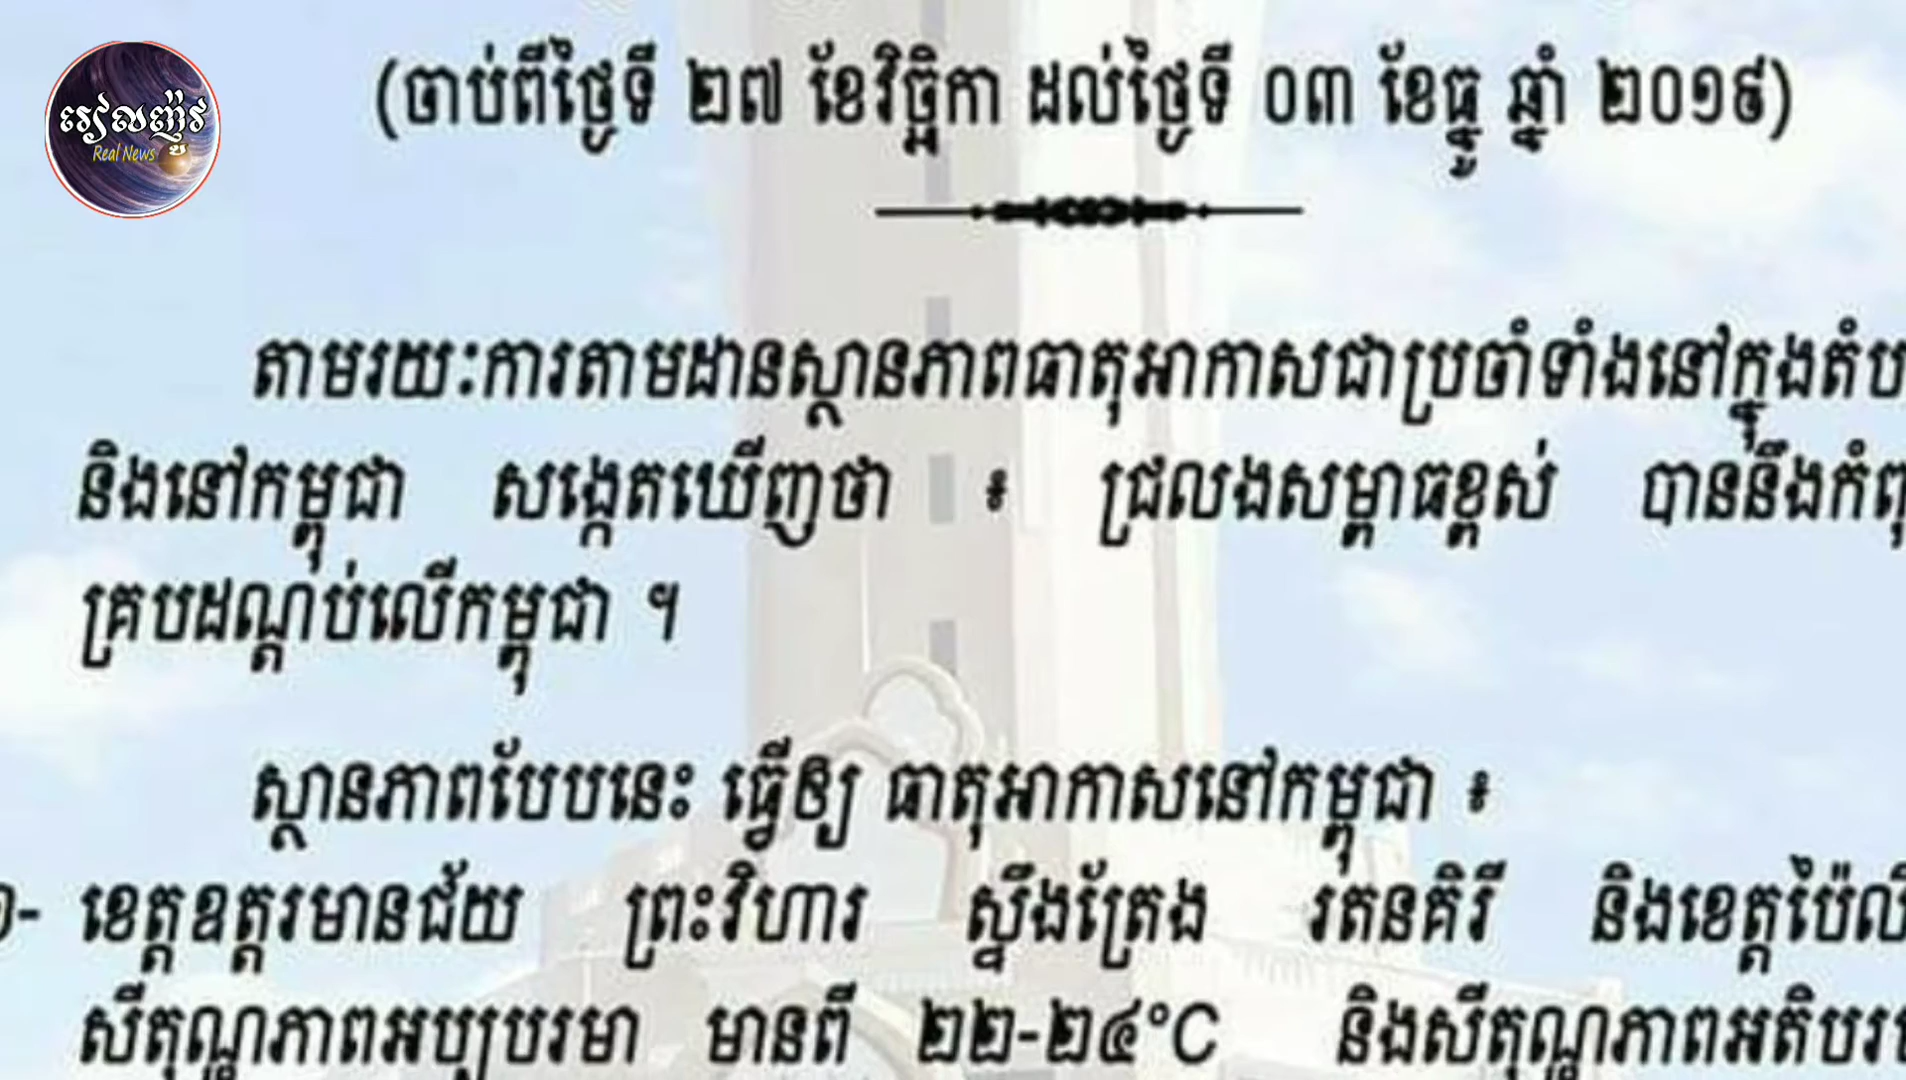 រៀលញ៉ូវ
Real News
(ចាប់ពីថ្ងៃទី ២៧ ខែវិច្ឆិកា ដល់ថ្ងៃទី ០៣ ខែធ្នូ ឆ្នាំ ២០១៩)
តាមរយៈការតាមដានស្ថានភាពធាតុអាកាសជាប្រចាំទាំងនៅក្នុងតំប
និងនៅកម្ពុជា សង្កេតឃើញថា ៖ ជ្រលងសម្ពាធខ្ពស់ បាននឹងកំពុ
គ្របដណ្តប់លើកម្ពុជា ។
ស្ថានភាពបែបនេះ ធ្វើឲ្យ ធាតុអាកាសនៅកម្ពុជា ៖
១- ខេត្តឧត្តរមានជ័យ ព្រះវិហារ ស្ទឹងត្រែង រតនគិរី និងខេត្តប៉ៃលិ
សីតុណ្ហភាពអប្បបរមា មានពី ២២-២៤°C និងសីតុណ្ហភាពអតិបរ